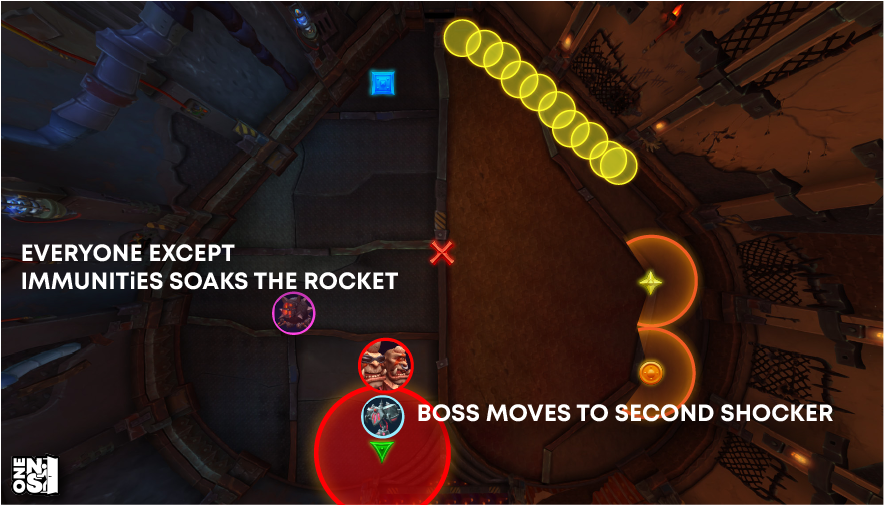 EVERYONE EXCEPT
IMMUNITiES SOAKS THE ROCKET
BOSS MOVES TO SECOND SHOCKER